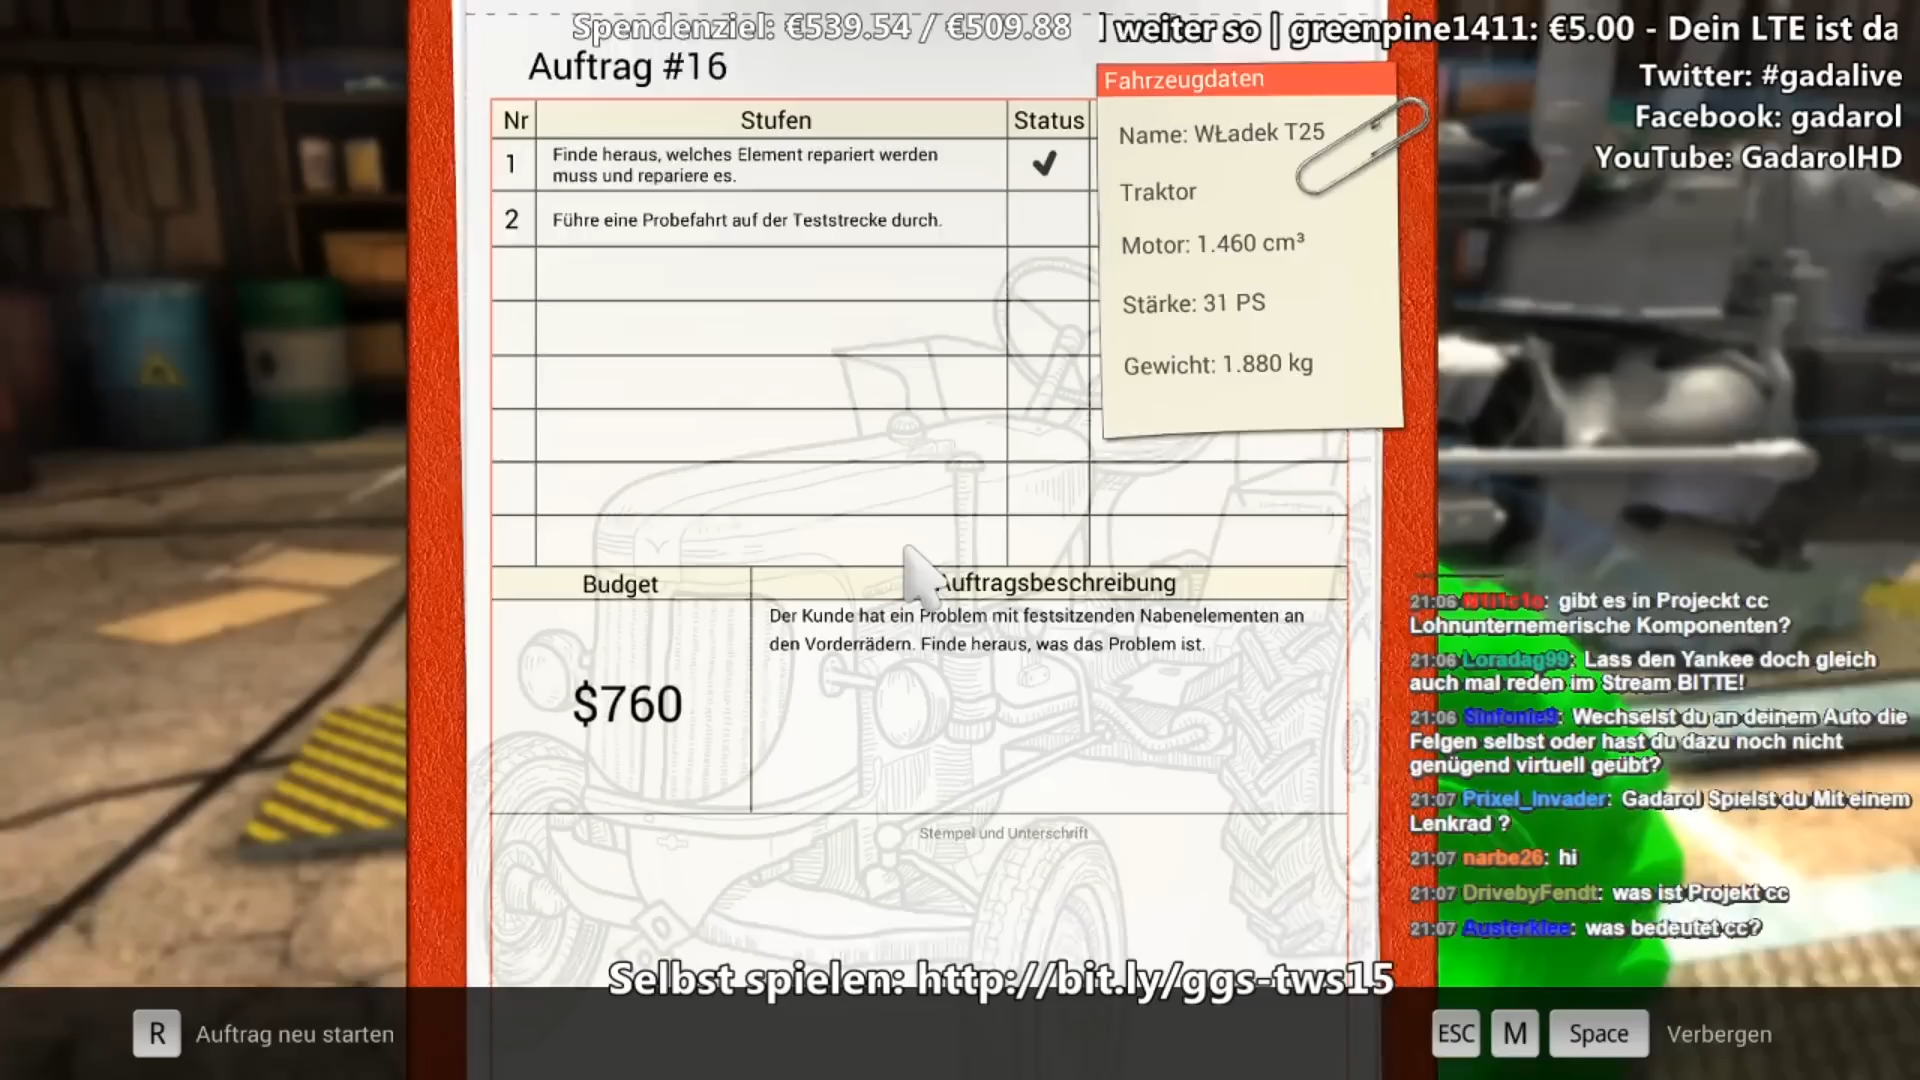 Spendenziel: €539.54 / €509.88
weiter so | greenpine1411: €5.00 - Dein LTE ist da
Twitter: #gadalive
Facebook: gadarol
YouTube: GadarolHD
Auftrag #16
Nr Stufen Status
1 Finde heraus, welches Element repariert werden
muss und repariere es.
2 Führe eine Probefahrt auf der Teststrecke durch.
Fahrzeugdaten
Name: WŁadek T25
Traktor
Motor: 1.460 cm³
Stärke: 31 PS
Gewicht: 1.880 kg
Budget
$760
Auftragsbeschreibung
Der Kunde hat ein Problem mit festsitzenden Nabenelementen an
den Vorderrädern. Finde heraus, was das Problem ist.
Stempel und Unterschrift
21:06 : gibt es in Projeckt cc
Lohnunternemerische Komponenten?
21:06 Loradag99: Lass den Yankee doch gleich
auch mal reden im Stream BITTE!
21:06 Sinfonie9: Wechselst du an deinem Auto die
Felgen selbst oder hast du dazu noch nicht
genügend virtuell geübt?
21:07 Prixel_Invader: Gadarol Spielst du Mit einem
Lenkrad ?
21:07 narbe26: hi
21:07 DrivebyFendt: was ist Projekt cc
21:07 Austerklee: was bedeutet cc?
Selbst spielen: http://bit.ly/ggs-tws15
R Auftrag neu starten
ESC M Space Verbergen